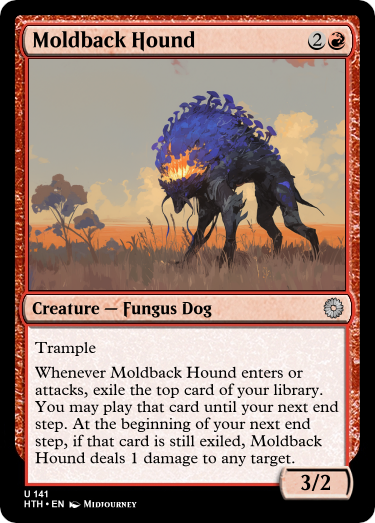 Moldback Hound 2
Creature — Fungus Dog
Trample
Whenever Moldback Hound enters or
attacks, exile the top card of your library.
You may play that card until your next end
step. At the beginning of your next end
step, if that card is still exiled, Moldback
Hound deals 1 damage to any target.
3/2
U 141
HTH • EN Midjourney